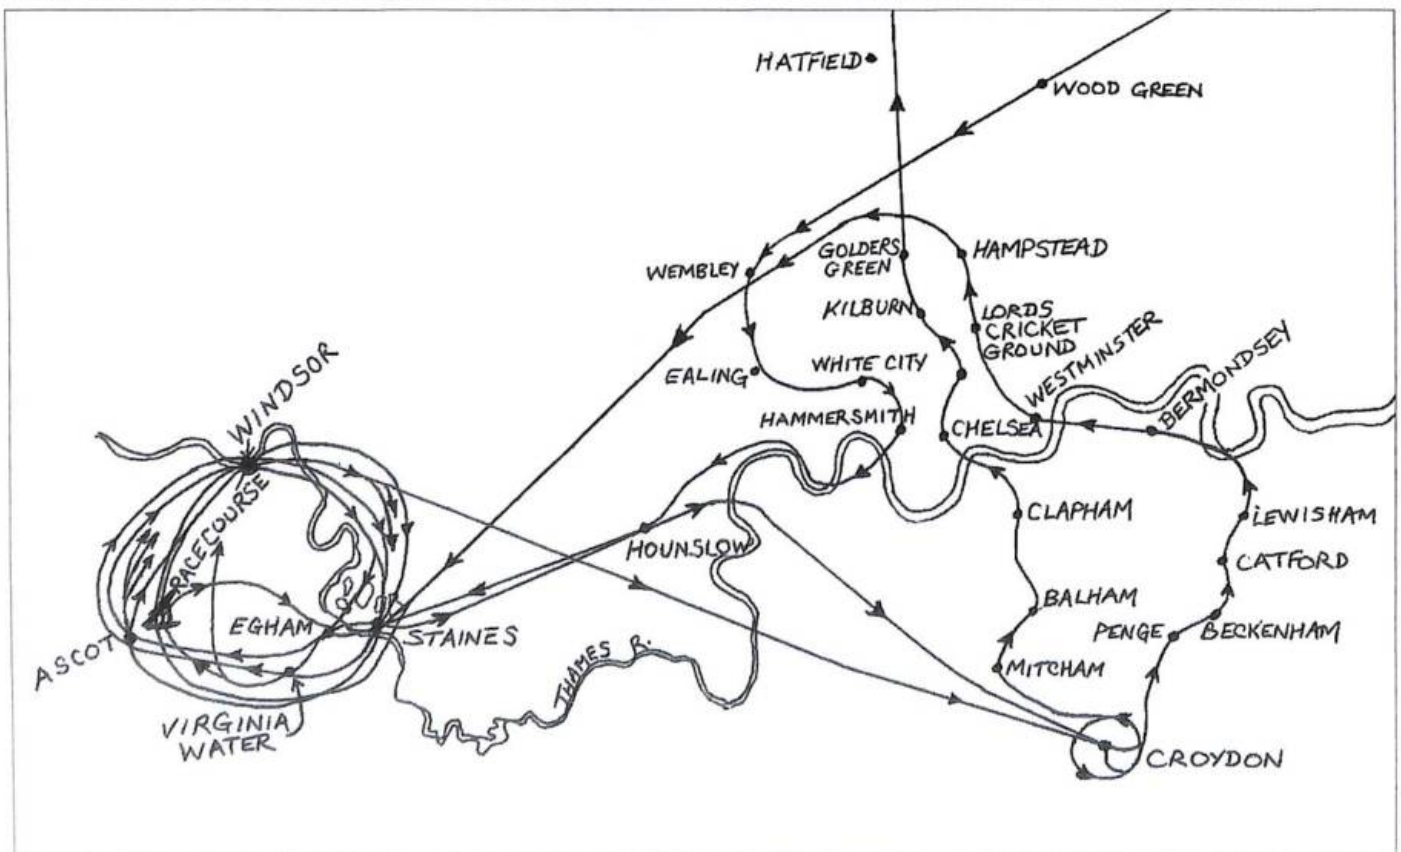 HATFIELD
WOOD GREEN
WEMBLEY
GOLDERS
GREEN
HAMPSTEAD
KILBURN
LORDS
CRICKET
GROUND
EALING
WHITE CITY
WESTMINSTER
BERMONDSEY
HAMMERSMITH
CHELSEA
WINDSOR
RACECOURSE
HOUNSLOW
CLAPHAM
LEWISHAM
CATFORD
BALHAM
EGHAM
STAINES
PENGE
BECKENHAM
ASCOT
THAMES R.
MITCHAM
VIRGINIA
WATER
CROYDON